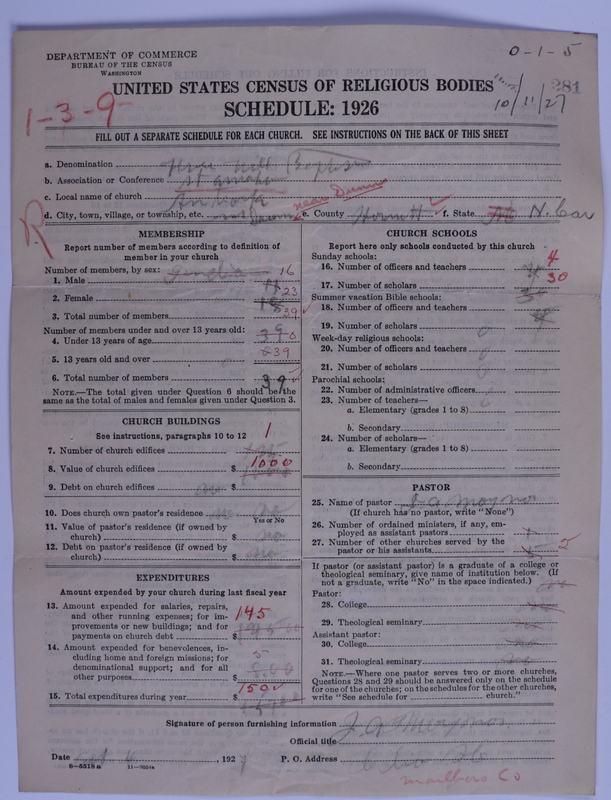 DEPARTMENT OF COMMERCE
BUREAU OF THE CENSUS
WASHINGTON
0-1-5
281
10/11/27
1-3-9
UNITED STATES CENSUS OF RELIGIOUS BODIES
SCHEDULE: 1926
FILL OUT A SEPARATE SCHEDULE FOR EACH CHURCH. SEE INSTRUCTIONS ON THE BACK OF THIS SHEET
R
a. Denomination Free Will Baptist
b. Association or Conference
c. Local name of church
near Dunn
d. City, town, village, or township, etc. e. County f. State N. Car
MEMBERSHIP
Report number of members according to definition of member in your church
Number of members, by sex:
1. Male 16
2. Female 23
3. Total number of members 39
Number of members under and over 13 years old:
4. Under 13 years of age 0
5. 13 years old and over 39
6. Total number of members 39
NOTE.—The total given under Question 6 should be the same as the total of males and females given under Question 3.
CHURCH BUILDINGS
See instructions, paragraphs 10 to 12
7. Number of church edifices 1
8. Value of church edifices $ 1000
9. Debt on church edifices $
10. Does church own pastor's residence no
Yes or No
11. Value of pastor's residence (if owned by church) $ no
12. Debt on pastor's residence (if owned by church) $
EXPENDITURES
Amount expended by your church during last fiscal year
13. Amount expended for salaries, repairs, and other running expenses; for improvements or new buildings; and for payments on church debt $ 145
14. Amount expended for benevolences, including home and foreign missions; for denominational support; and for all other purposes $ 5
15. Total expenditures during year $ 150
CHURCH SCHOOLS
Report here only schools conducted by this church
Sunday schools:
16. Number of officers and teachers 4
17. Number of scholars 30
Summer vacation Bible schools:
18. Number of officers and teachers
19. Number of scholars
Week-day religious schools:
20. Number of officers and teachers
21. Number of scholars
Parochial schools:
22. Number of administrative officers
23. Number of teachers—
a. Elementary (grades 1 to 8)
b. Secondary
24. Number of scholars—
a. Elementary (grades 1 to 8)
b. Secondary
PASTOR
25. Name of pastor
(If church has no pastor, write "None")
26. Number of ordained ministers, if any, employed as assistant pastors
27. Number of other churches served by the pastor or his assistants 2
If pastor (or assistant pastor) is a graduate of a college or theological seminary, give name of institution below. (If not a graduate, write "No" in the space indicated.)
Pastor:
28. College
29. Theological seminary
Assistant pastor:
30. College
31. Theological seminary
NOTE.—Where one pastor serves two or more churches, Questions 28 and 29 should be answered only on the schedule for one of the churches; on the schedules for the other churches, write "See schedule for church."
Signature of person furnishing information
Official title
Date , 192 P. O. Address Clio
8—5518 a 11—7004a
Marlboro Co